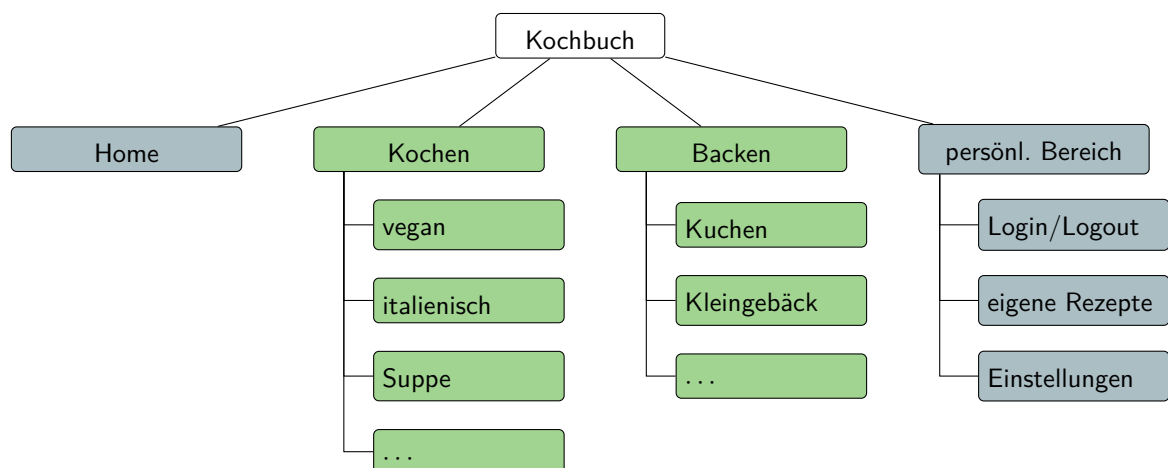 Kochbuch
Home
Kochen
Backen
persönl. Bereich
vegan
italienisch
Suppe
...
Kuchen
Kleingebäck
...
Login/Logout
eigene Rezepte
Einstellungen